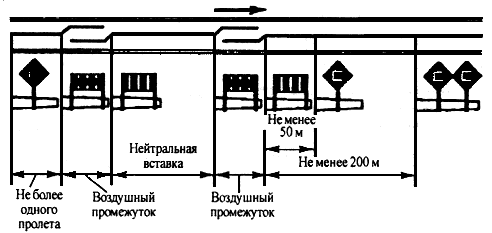 Не менее
50 м
Нейтральная
вставка
Не менее 200 м
Не более
одного
пролета
Воздушный
промежуток
Воздушный
промежуток